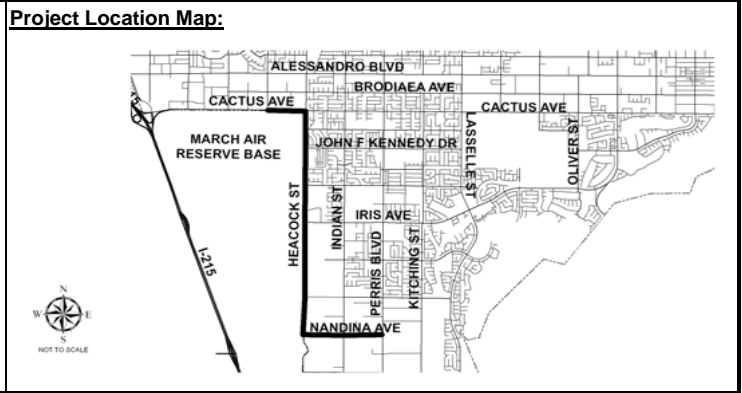 Project Location Map:
ALESSANDRO BLVD
BRODIAEA AVE
CACTUS AVE
CACTUS AVE
MARCH AIR
RESERVE BASE
JOHN F KENNEDY DR
LASSELLE ST
OLIVER ST
HEACOCK ST
INDIAN ST
IRIS AVE
PERRIS BLVD
KITCHING ST
I-215
N
W
E
S
NOT TO SCALE
NANDINA AVE